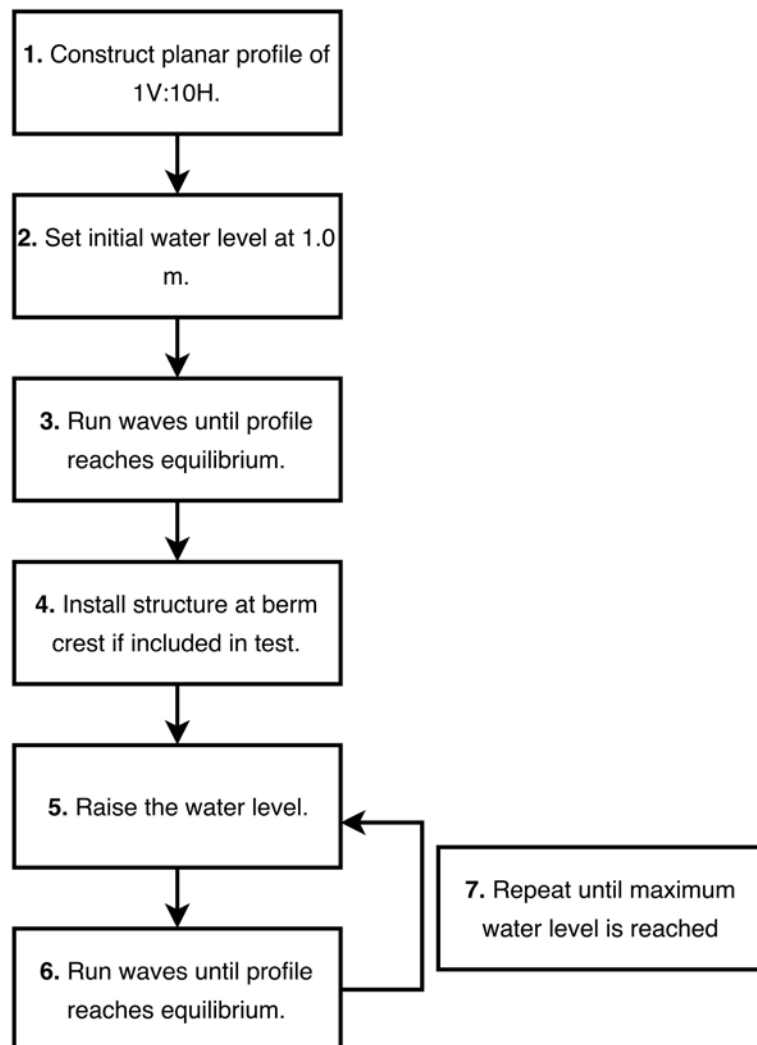 1. Construct planar profile of
1V:10H.
2. Set initial water level at 1.0
m.
3. Run waves until profile
reaches equilibrium.
4. Install structure at berm
crest if included in test.
5. Raise the water level.
7. Repeat until maximum
water level is reached
6. Run waves until profile
reaches equilibrium.